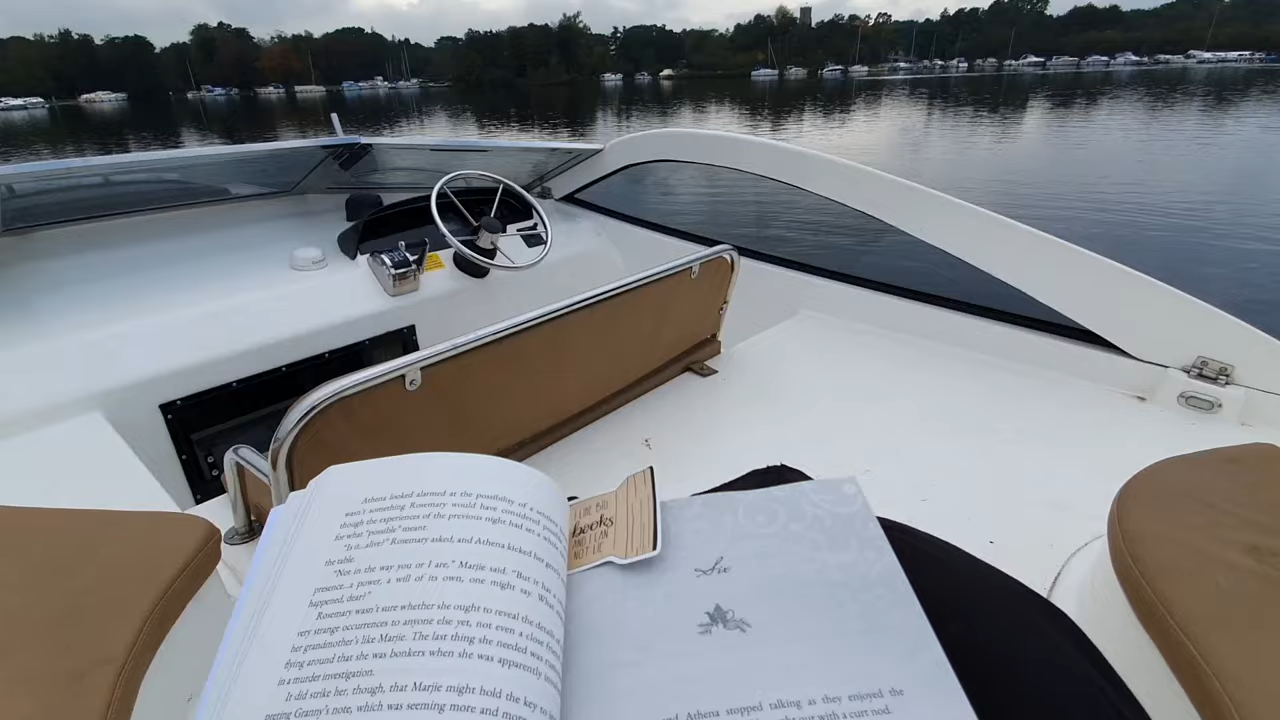 Athena looked alarmed at the possibility of a
wasn't something Rosemary would have considered
though the experiences of the previous night had set a
for what "possible" meant.
"Is it...alive?" Rosemary asked, and Athena kicked her
the table.
"Not in the way you or I are," Marjie said. "But it has a
presence...a power, a will of its own, one might say. What
happened, dear?"
Rosemary wasn't sure whether she ought to reveal the details
very strange occurrences to anyone else yet, not even a close
her grandmother's like Marjie. The last thing she needed was
flying around that she was bonkers when she was apparently
in a murder investigation.
It did strike her, though, that Marjie might hold the key to
Granny's note, which was seeming more and more
I LIKE BIG
books
AND I CAN
NOT LIE
Six
Athena stopped talking as they enjoyed the
out with a curt nod.